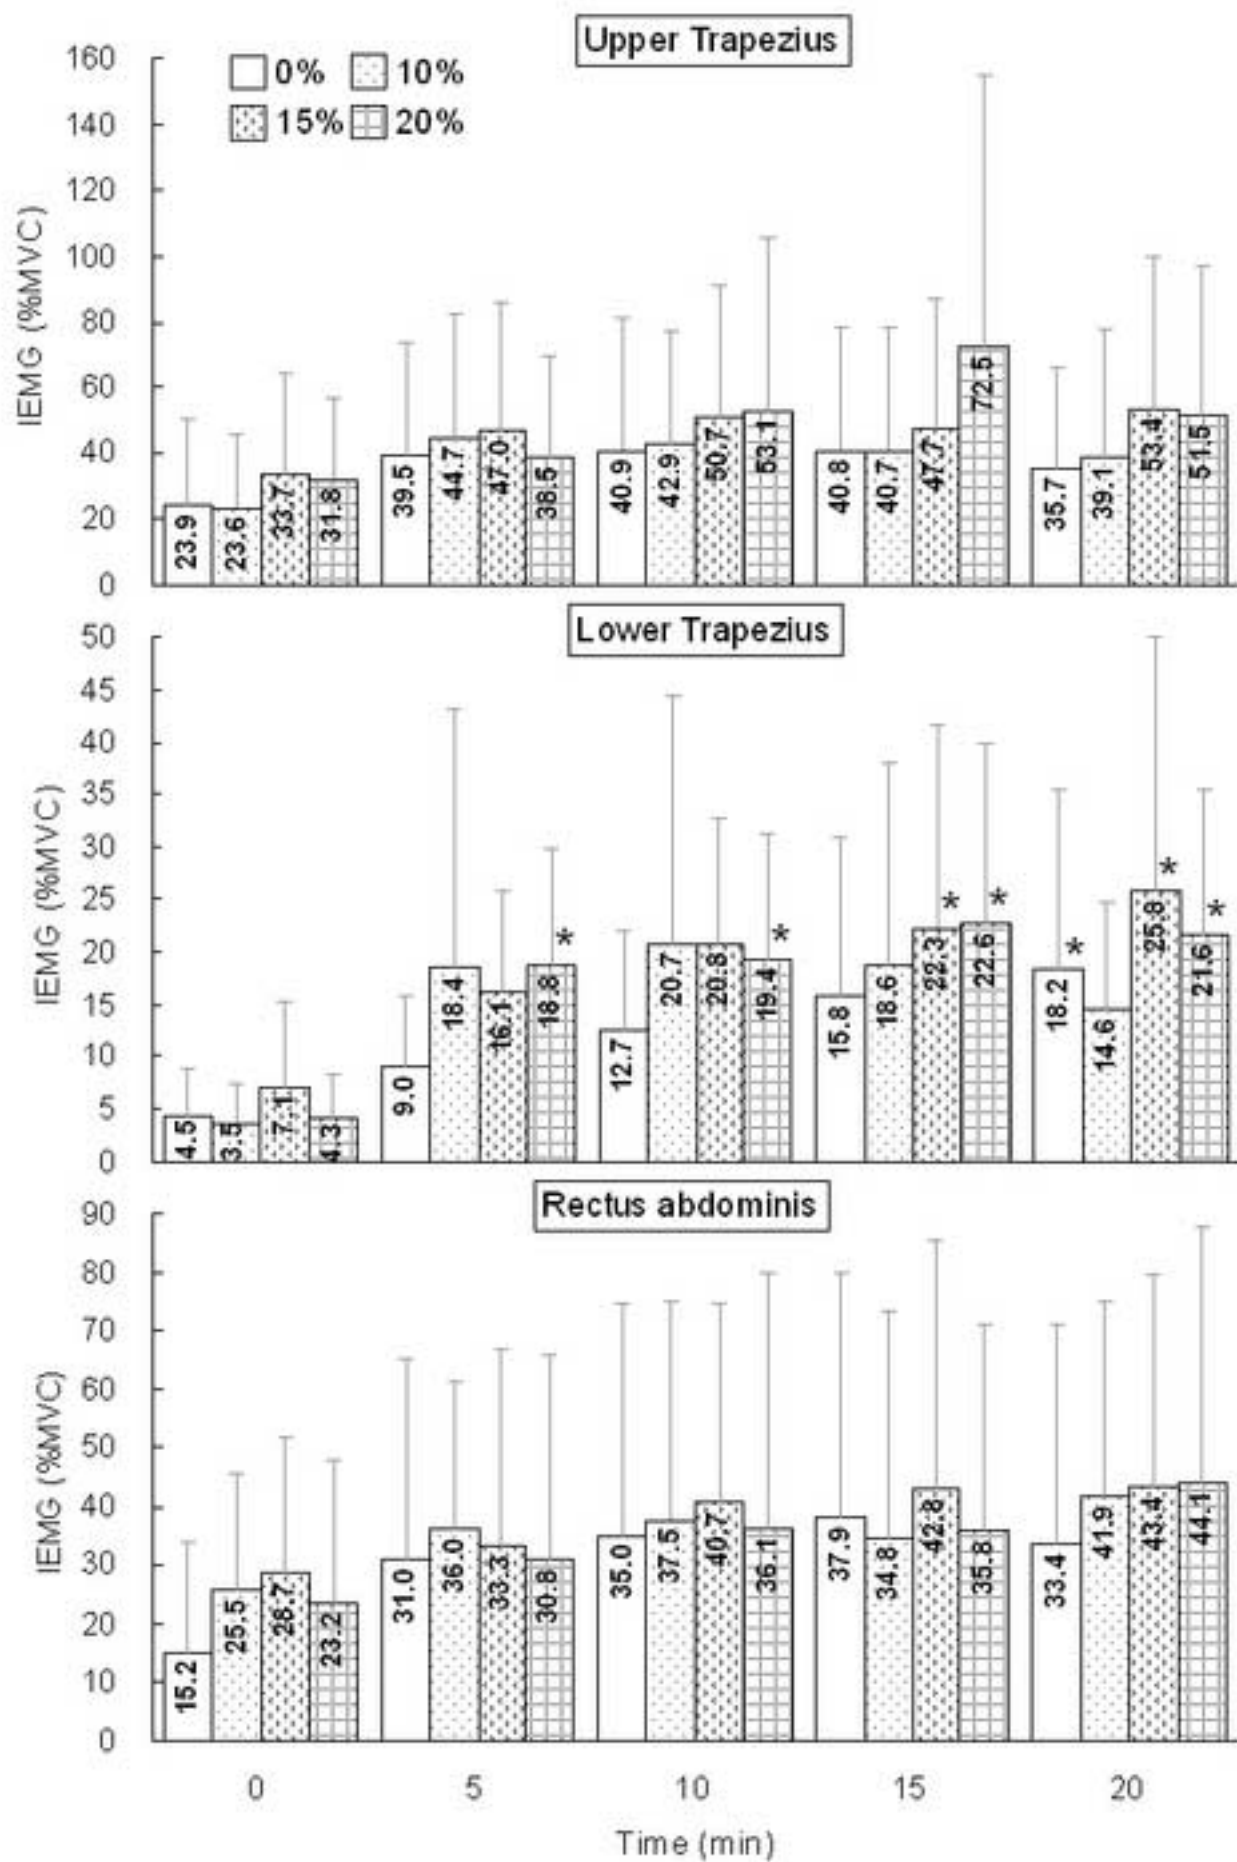 Upper Trapezius
0% 10%
15% 20%
IEMG (%MVC)
160
140
120
100
80
60
40
20
0
23.9 23.6 33.7 31.8 39.5 44.7 47.0 38.5 40.9 42.9 50.7 53.1 40.8 40.7 47.7 72.5 35.7 39.1 53.4 51.5
Lower Trapezius
IEMG (%MVC)
50
45
40
35
30
25
20
15
10
5
0
4.5 3.5 7.1 4.3 9.0 18.4 16.1 18.8 * 12.7 20.7 20.8 19.4 * 15.8 18.6 22.3 * 22.6 * 18.2 * 14.6 25.8 * 21.6 *
Rectus abdominis
IEMG (%MVC)
90
80
70
60
50
40
30
20
10
0
15.2 25.5 28.7 23.2 31.0 36.0 33.3 30.8 35.0 37.5 40.7 36.1 37.9 34.8 42.8 35.8 33.4 41.9 43.4 44.1
0 5 10 15 20
Time (min)